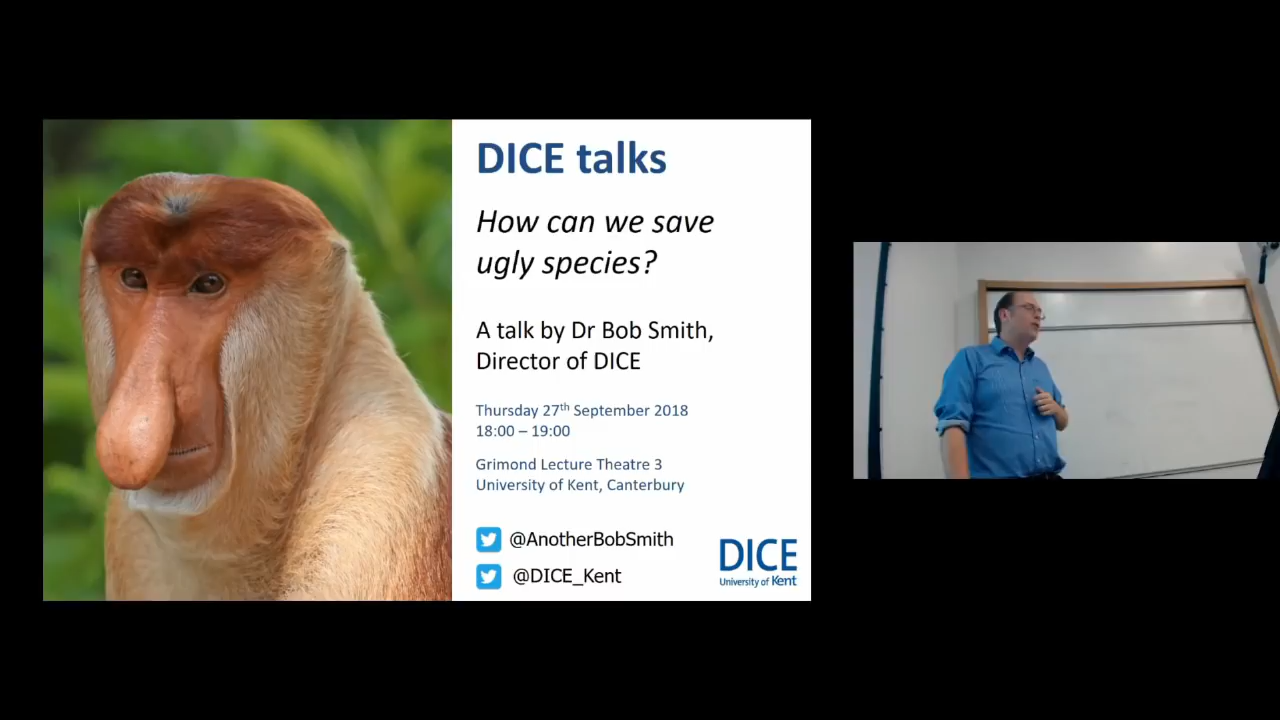 DICE talks
How can we save
ugly species?
A talk by Dr Bob Smith,
Director of DICE
Thursday 27th September 2018
18:00 – 19:00
Grimond Lecture Theatre 3
University of Kent, Canterbury
@AnotherBobSmith
@DICE_Kent
DICE
University of Kent